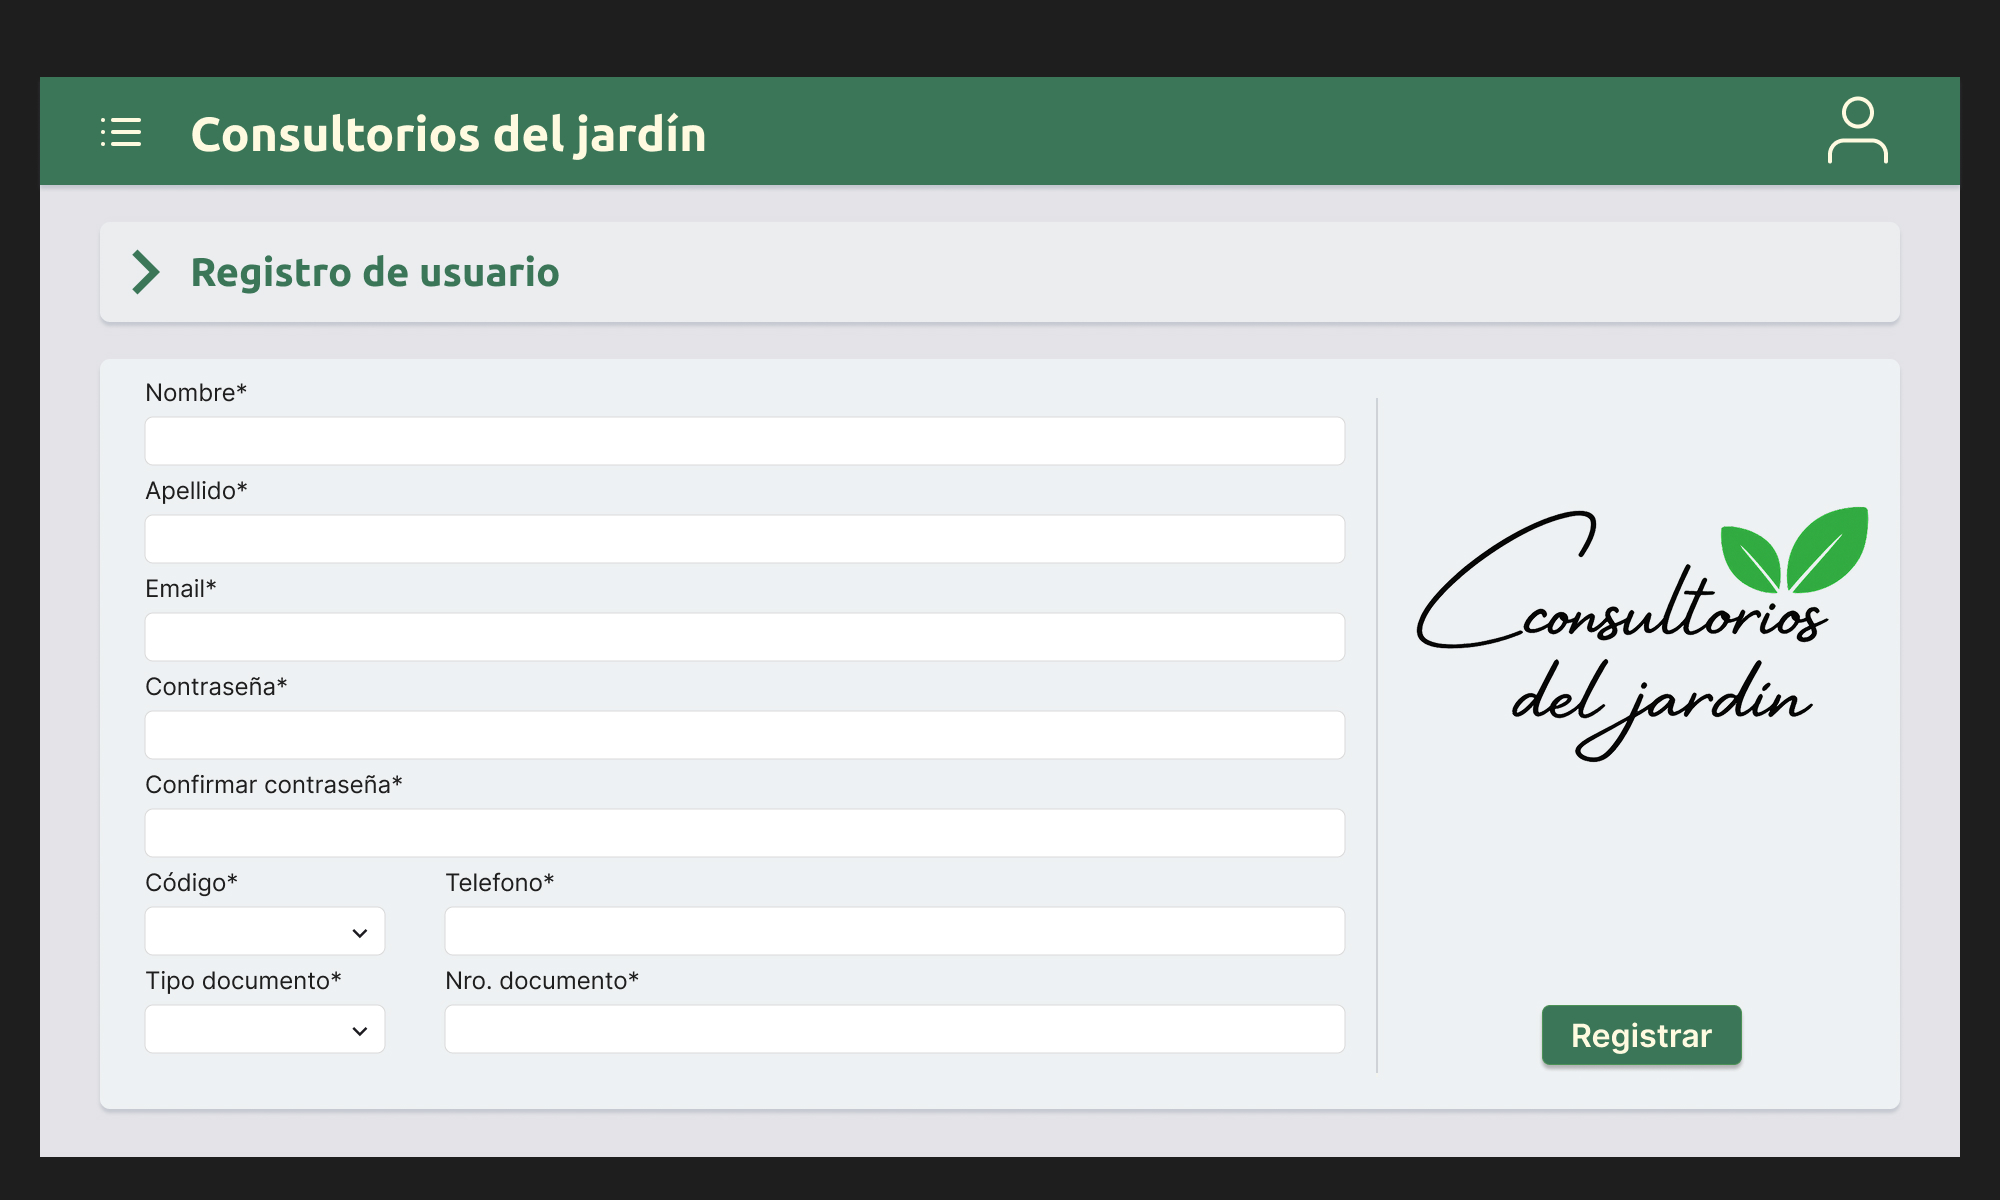 Consultorios del jardín
Registro de usuario
Nombre*
Apellido*
Email*
Contraseña*
Confirmar contraseña*
Código*
Telefono*
Tipo documento*
Nro. documento*
Cconsultorios
del jardín
Registrar